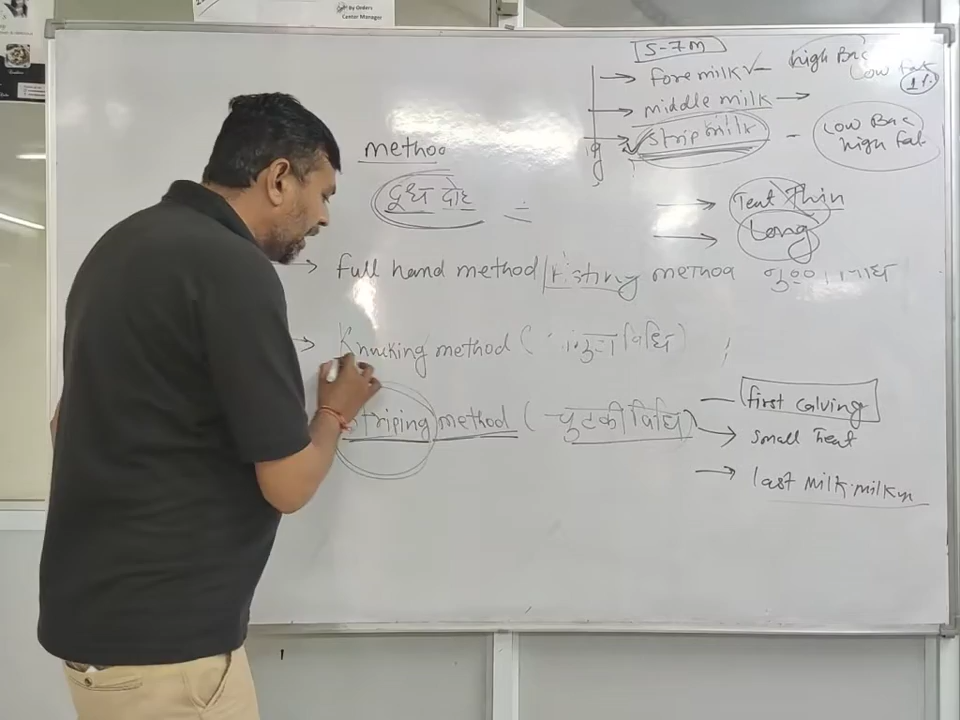 By Orders
Center Manager
5-7M
fore milk ✓ – high Bac
low fat
1%
middle milk →
✓ Strip milk – low Bac
high fat
method
दुध दोह =
→ Teat Thin
→ Long
→ full hand method / fisting method
→ Knucking method ( विधि)
Striping method (चुटकी विधि) – first calving
→ small Teat
→ last milk milkin